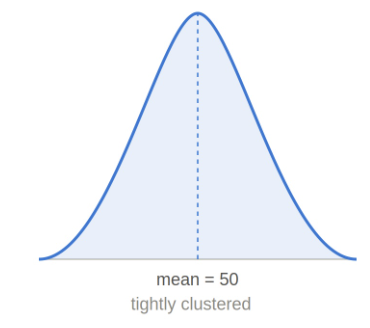 mean = 50
tightly clustered